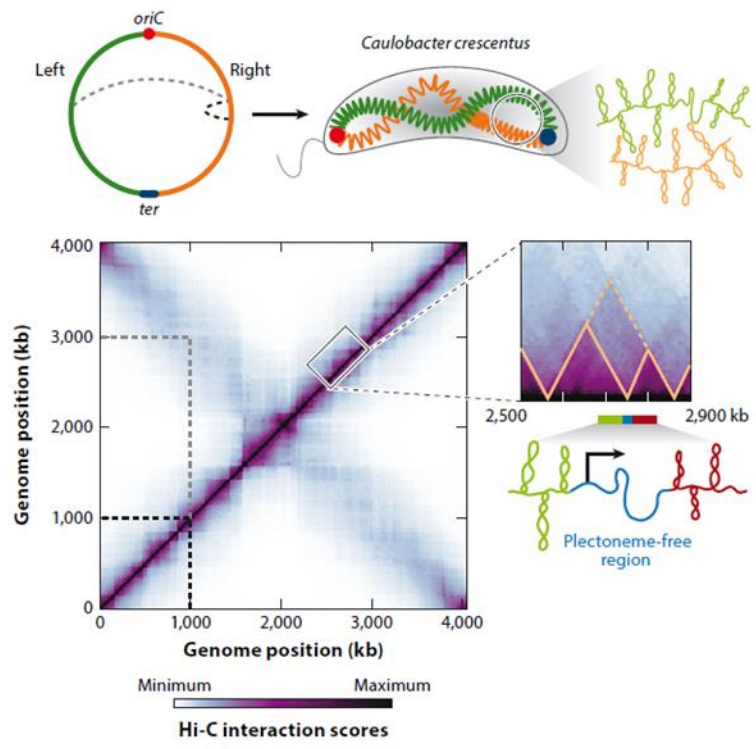 oriC
Left
Right
ter
Caulobacter crescentus
4,000
3,000
2,000
1,000
0
Genome position (kb)
0
1,000
2,000
3,000
4,000
Genome position (kb)
2,500
2,900 kb
Plectoneme-free
region
Minimum
Maximum
Hi-C interaction scores